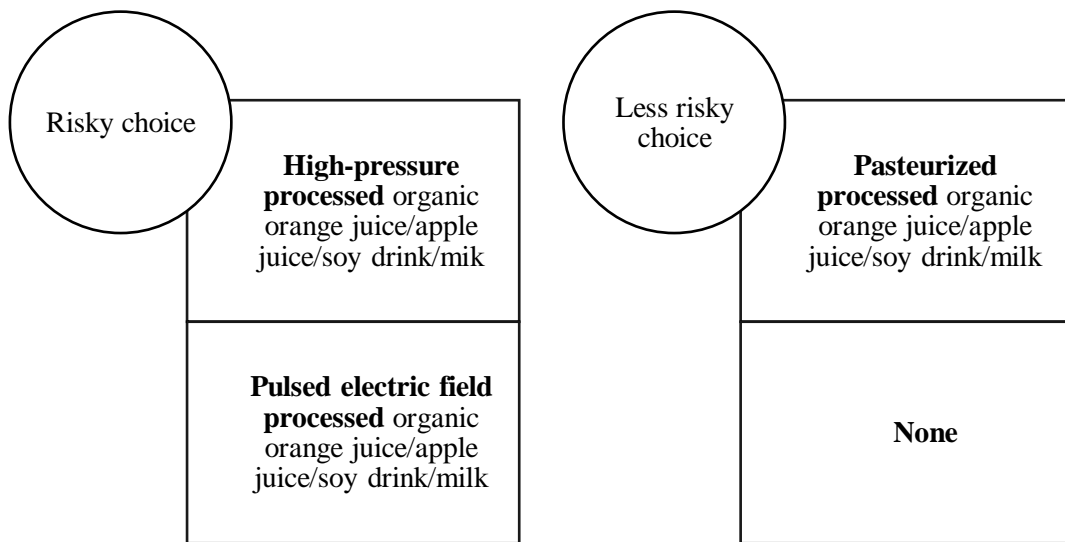 Risky choice
High-pressure
processed organic
orange juice/apple
juice/soy drink/mik
Pulsed electric field
processed organic
orange juice/apple
juice/soy drink/milk
Less risky
choice
Pasteurized
processed organic
orange juice/apple
juice/soy drink/milk
None